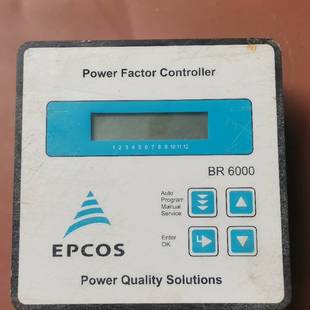 Power Factor Controller
1 2 3 4 5 6 7 8 9 10 11 12
BR 6000
Auto
Program
Manual
Service
Enter
OK
EPCOS
Power Quality Solutions